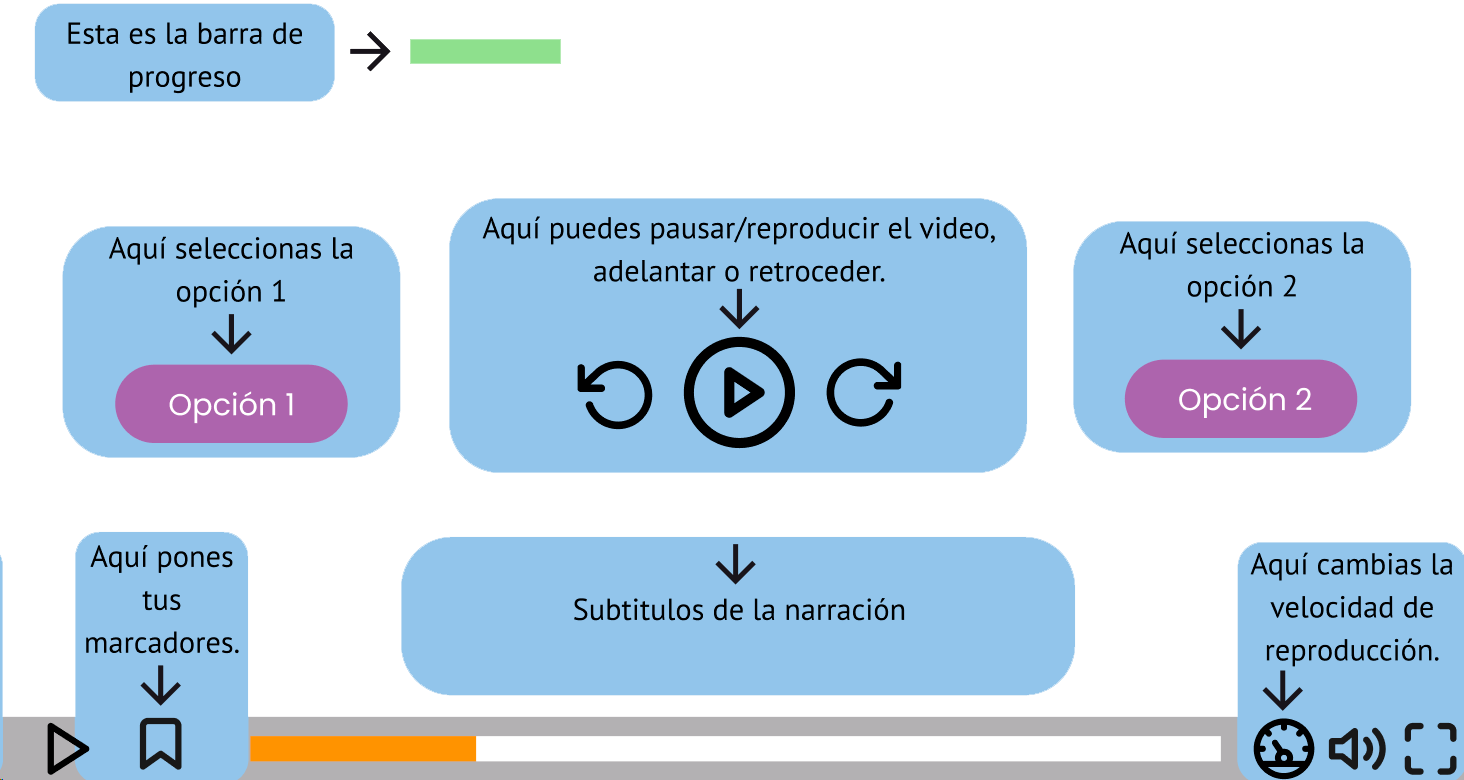 Esta es la barra de
progreso
Aquí seleccionas la
opción 1
Opción 1
Aquí puedes pausar/reproducir el video,
adelantar o retroceder.
Aquí seleccionas la
opción 2
Opción 2
Aquí pones
tus
marcadores.
Subtitulos de la narración
Aquí cambias la
velocidad de
reproducción.